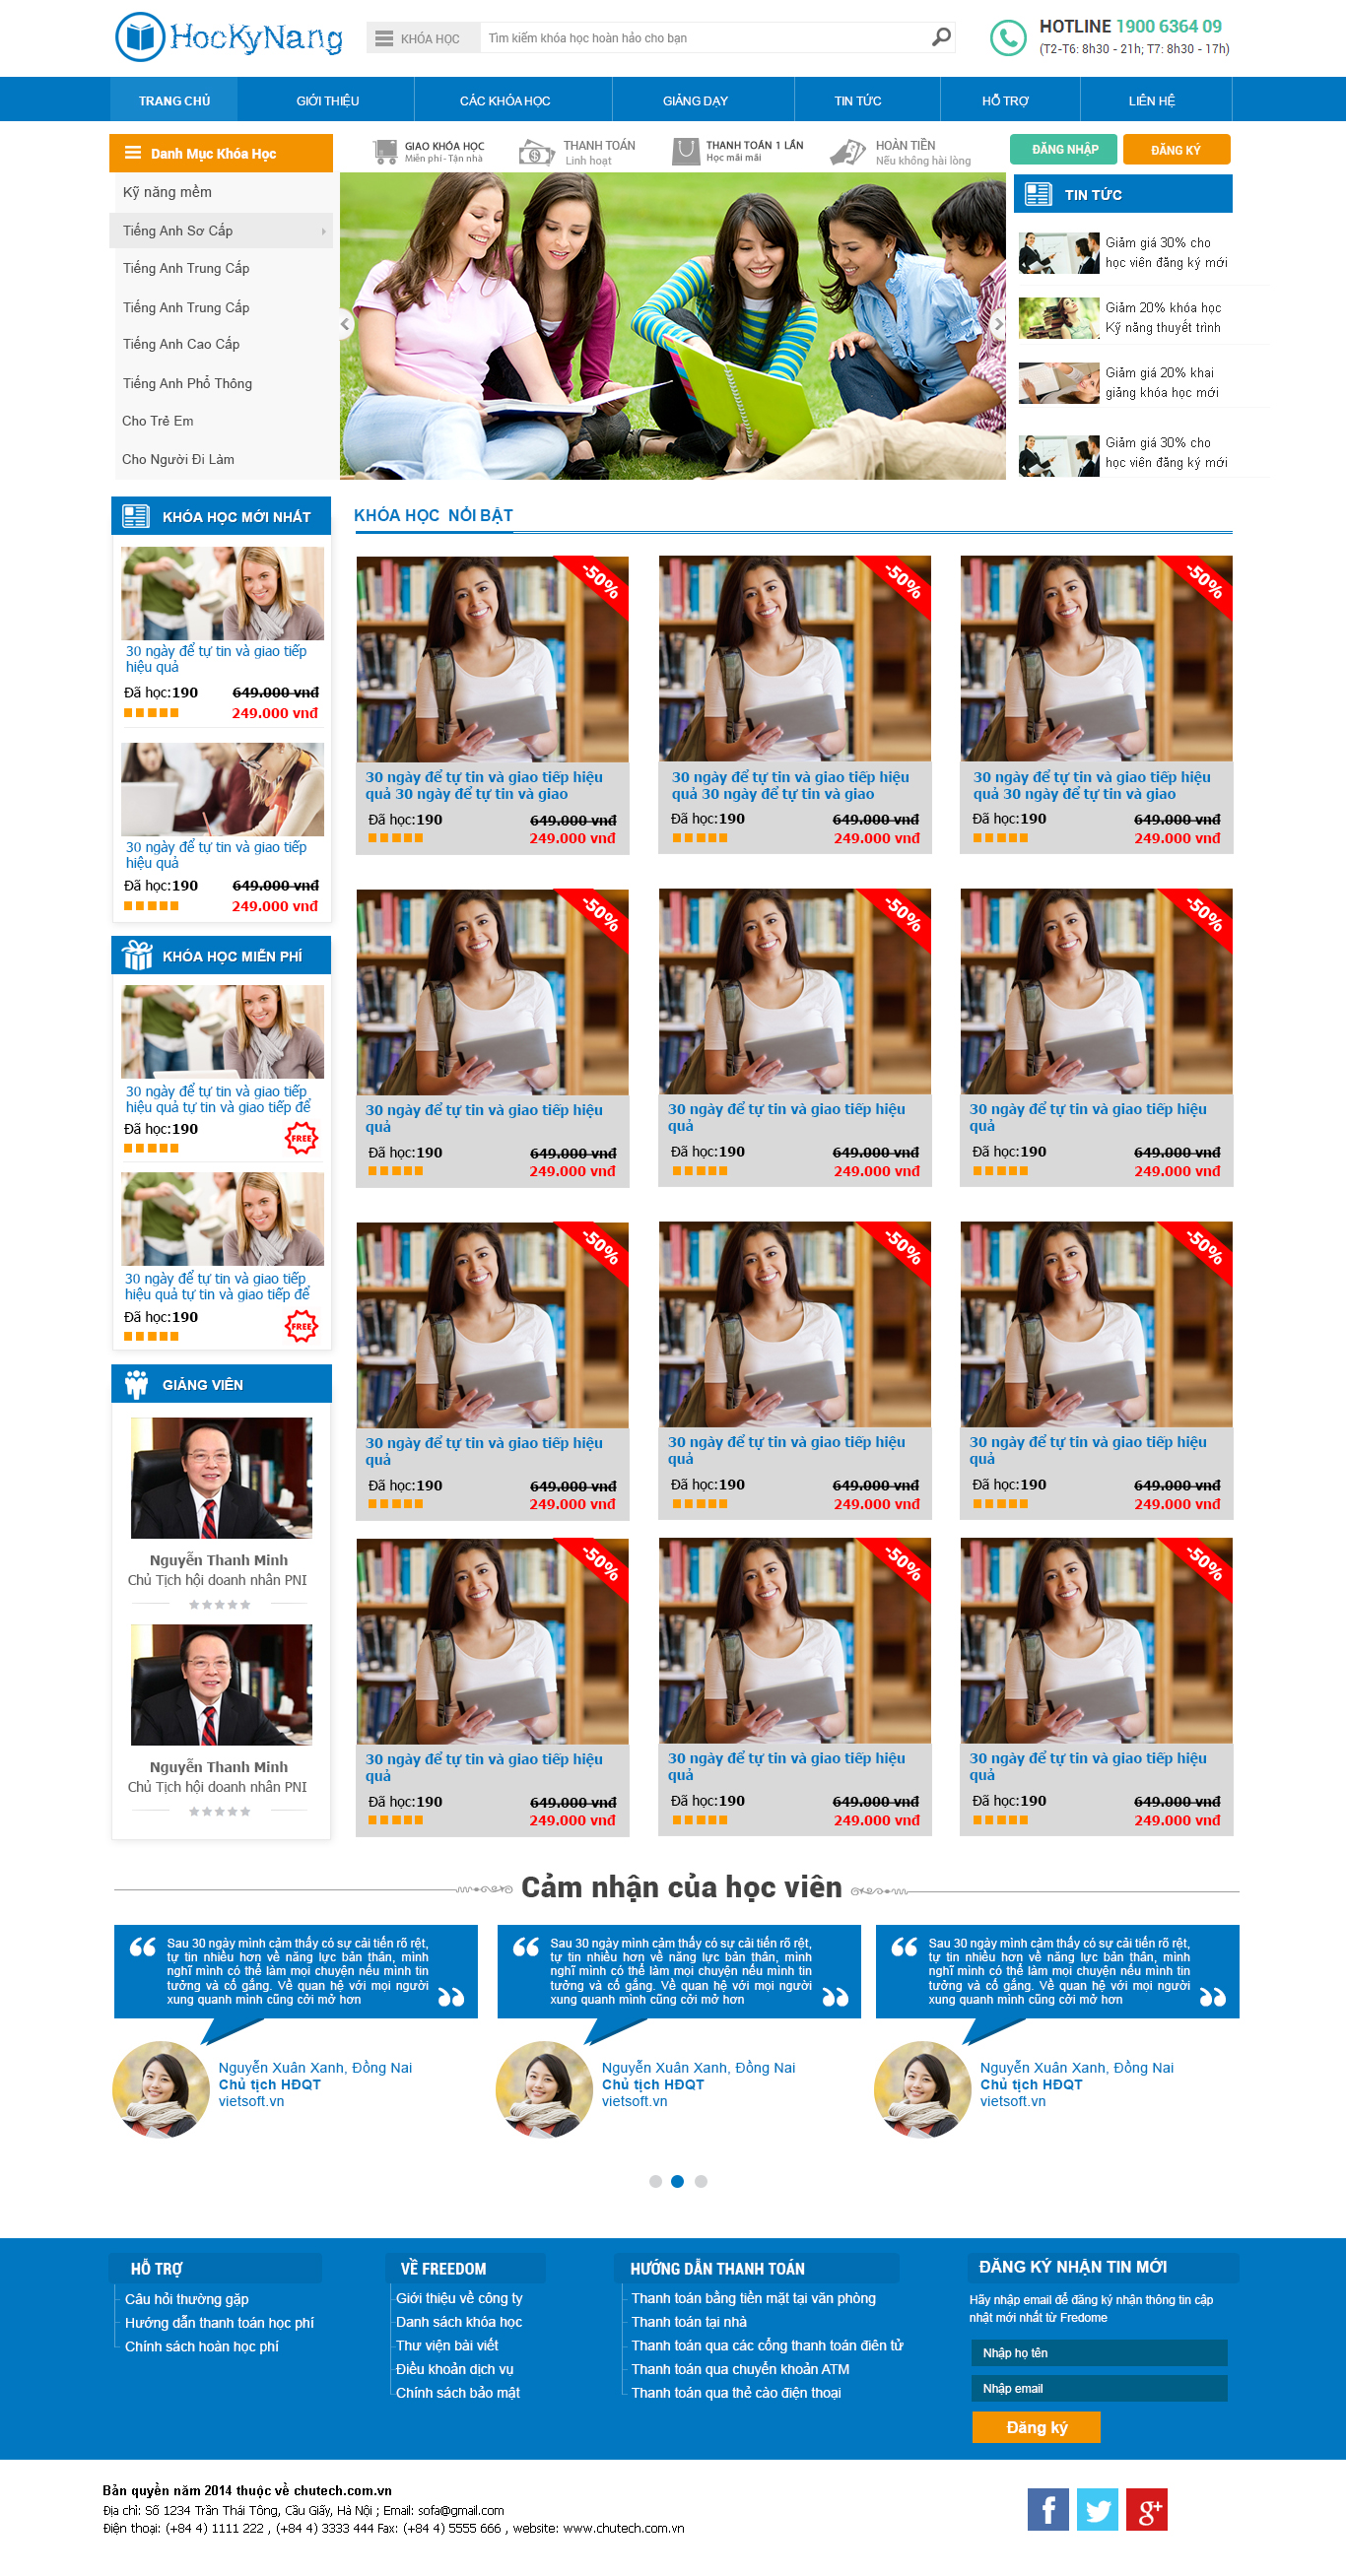 HocKyNang
KHÓA HỌC
Tìm kiếm khóa học hoàn hảo cho bạn
HOTLINE 1900 6364 09
(T2-T6: 8h30 - 21h; T7: 8h30 - 17h)
TRANG CHỦ
GIỚI THIỆU
CÁC KHÓA HỌC
GIẢNG DẠY
TIN TỨC
HỖ TRỢ
LIÊN HỆ
Danh Mục Khóa Học
GIAO KHÓA HỌC
Miễn phí - Tận nhà
THANH TOÁN
Linh hoạt
THANH TOÁN 1 LẦN
Học mãi mãi
HOÀN TIỀN
Nếu không hài lòng
ĐĂNG NHẬP
ĐĂNG KÝ
Kỹ năng mềm
Tiếng Anh Sơ Cấp
Tiếng Anh Trung Cấp
Tiếng Anh Trung Cấp
Tiếng Anh Cao Cấp
Tiếng Anh Phổ Thông
Cho Trẻ Em
Cho Người Đi Làm
TIN TỨC
Giảm giá 30% cho
học viên đăng ký mới
Giảm 20% khóa học
Kỹ năng thuyết trình
Giảm giá 20% khai
giảng khóa học mới
Giảm giá 30% cho
học viên đăng ký mới
KHÓA HỌC MỚI NHẤT
30 ngày để tự tin và giao tiếp
hiệu quả
Đã học:190
649.000 vnđ
249.000 vnđ
30 ngày để tự tin và giao tiếp
hiệu quả
Đã học:190
649.000 vnđ
249.000 vnđ
KHÓA HỌC MIỄN PHÍ
30 ngày để tự tin và giao tiếp
hiệu quả tự tin và giao tiếp để
Đã học:190
FREE
30 ngày để tự tin và giao tiếp
hiệu quả tự tin và giao tiếp để
Đã học:190
FREE
GIẢNG VIÊN
Nguyễn Thanh Minh
Chủ Tịch hội doanh nhân PNI
Nguyễn Thanh Minh
Chủ Tịch hội doanh nhân PNI
KHÓA HỌC NỔI BẬT
-50%
30 ngày để tự tin và giao tiếp hiệu
quả 30 ngày để tự tin và giao
Đã học:190
649.000 vnđ
249.000 vnđ
-50%
30 ngày để tự tin và giao tiếp hiệu
quả 30 ngày để tự tin và giao
Đã học:190
649.000 vnđ
249.000 vnđ
-50%
30 ngày để tự tin và giao tiếp hiệu
quả 30 ngày để tự tin và giao
Đã học:190
649.000 vnđ
249.000 vnđ
-50%
30 ngày để tự tin và giao tiếp hiệu
quả
Đã học:190
649.000 vnđ
249.000 vnđ
-50%
30 ngày để tự tin và giao tiếp hiệu
quả
Đã học:190
649.000 vnđ
249.000 vnđ
-50%
30 ngày để tự tin và giao tiếp hiệu
quả
Đã học:190
649.000 vnđ
249.000 vnđ
-50%
30 ngày để tự tin và giao tiếp hiệu
quả
Đã học:190
649.000 vnđ
249.000 vnđ
-50%
30 ngày để tự tin và giao tiếp hiệu
quả
Đã học:190
649.000 vnđ
249.000 vnđ
-50%
30 ngày để tự tin và giao tiếp hiệu
quả
Đã học:190
649.000 vnđ
249.000 vnđ
-50%
30 ngày để tự tin và giao tiếp hiệu
quả
Đã học:190
649.000 vnđ
249.000 vnđ
-50%
30 ngày để tự tin và giao tiếp hiệu
quả
Đã học:190
649.000 vnđ
249.000 vnđ
-50%
30 ngày để tự tin và giao tiếp hiệu
quả
Đã học:190
649.000 vnđ
249.000 vnđ
Cảm nhận của học viên
Sau 30 ngày mình cảm thấy có sự cải tiến rõ rệt,
tự tin nhiều hơn về năng lực bản thân, mình
nghĩ mình có thể làm mọi chuyện nếu mình tin
tưởng và cố gắng. Về quan hệ với mọi người
xung quanh mình cũng cởi mở hơn
Nguyễn Xuân Xanh, Đồng Nai
Chủ tịch HĐQT
vietsoft.vn
Sau 30 ngày mình cảm thấy có sự cải tiến rõ rệt,
tự tin nhiều hơn về năng lực bản thân, mình
nghĩ mình có thể làm mọi chuyện nếu mình tin
tưởng và cố gắng. Về quan hệ với mọi người
xung quanh mình cũng cởi mở hơn
Nguyễn Xuân Xanh, Đồng Nai
Chủ tịch HĐQT
vietsoft.vn
Sau 30 ngày mình cảm thấy có sự cải tiến rõ rệt,
tự tin nhiều hơn về năng lực bản thân, mình
nghĩ mình có thể làm mọi chuyện nếu mình tin
tưởng và cố gắng. Về quan hệ với mọi người
xung quanh mình cũng cởi mở hơn
Nguyễn Xuân Xanh, Đồng Nai
Chủ tịch HĐQT
vietsoft.vn
HỖ TRỢ
Câu hỏi thường gặp
Hướng dẫn thanh toán học phí
Chính sách hoàn học phí
VỀ FREEDOM
Giới thiệu về công ty
Danh sách khóa học
Thư viện bài viết
Điều khoản dịch vụ
Chính sách bảo mật
HƯỚNG DẪN THANH TOÁN
Thanh toán bằng tiền mặt tại văn phòng
Thanh toán tại nhà
Thanh toán qua các cổng thanh toán điên tử
Thanh toán qua chuyển khoản ATM
Thanh toán qua thẻ cào điện thoại
ĐĂNG KÝ NHẬN TIN MỚI
Hãy nhập email để đăng ký nhận thông tin cập
nhật mới nhất từ Fredome
Nhập họ tên
Nhập email
Đăng ký
Bản quyền năm 2014 thuộc về chutech.com.vn
Địa chỉ: Số 1234 Trần Thái Tông, Cầu Giấy, Hà Nội ; Email: sofa@gmail.com
Điện thoại: (+84 4) 1111 222 , (+84 4) 3333 444 Fax: (+84 4) 5555 666 , website: www.chutech.com.vn
f
g+